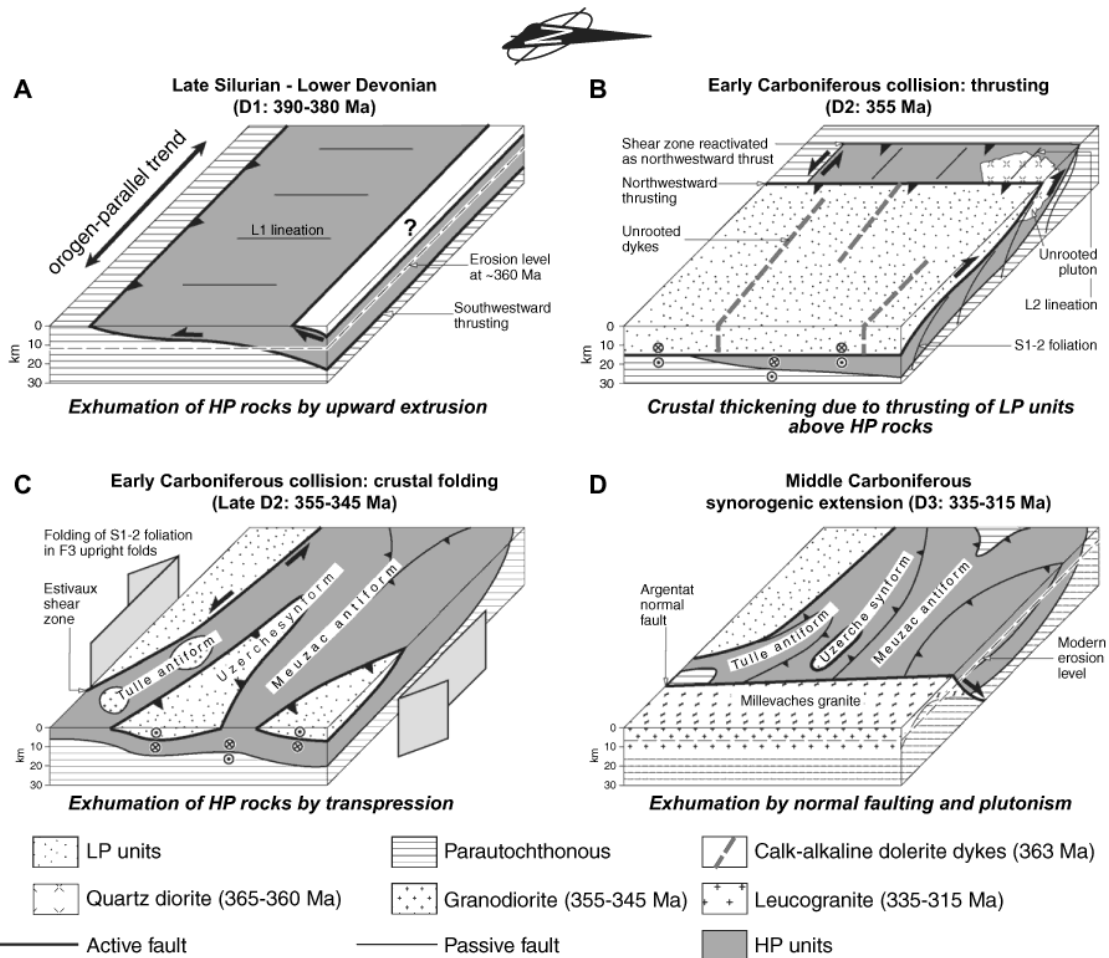 N
A
Late Silurian - Lower Devonian
(D1: 390-380 Ma)
orogen-parallel trend
L1 lineation
?
Erosion level
at ~360 Ma
Southwestward
thrusting
0
10
20
30
km
Exhumation of HP rocks by upward extrusion
B
Early Carboniferous collision: thrusting
(D2: 355 Ma)
Shear zone reactivated
as northwestward thrust
Northwestward
thrusting
Unrooted
dykes
Unrooted
pluton
L2 lineation
S1-2 foliation
0
10
20
30
km
Crustal thickening due to thrusting of LP units
above HP rocks
C
Early Carboniferous collision: crustal folding
(Late D2: 355-345 Ma)
Folding of S1-2 foliation
in F3 upright folds
Estivaux
shear
zone
Tulle antiform
Uzerchesynform
Meuzac antiform
0
10
20
30
km
Exhumation of HP rocks by transpression
D
Middle Carboniferous
synorogenic extension (D3: 335-315 Ma)
Argentat
normal
fault
Tulle antiform
Uzerche synform
Meuzac antiform
Modern
erosion
level
Millevaches granite
0
10
20
30
km
Exhumation by normal faulting and plutonism
LP units
Parautochthonous
Calk-alkaline dolerite dykes (363 Ma)
Quartz diorite (365-360 Ma)
Granodiorite (355-345 Ma)
Leucogranite (335-315 Ma)
Active fault
Passive fault
HP units